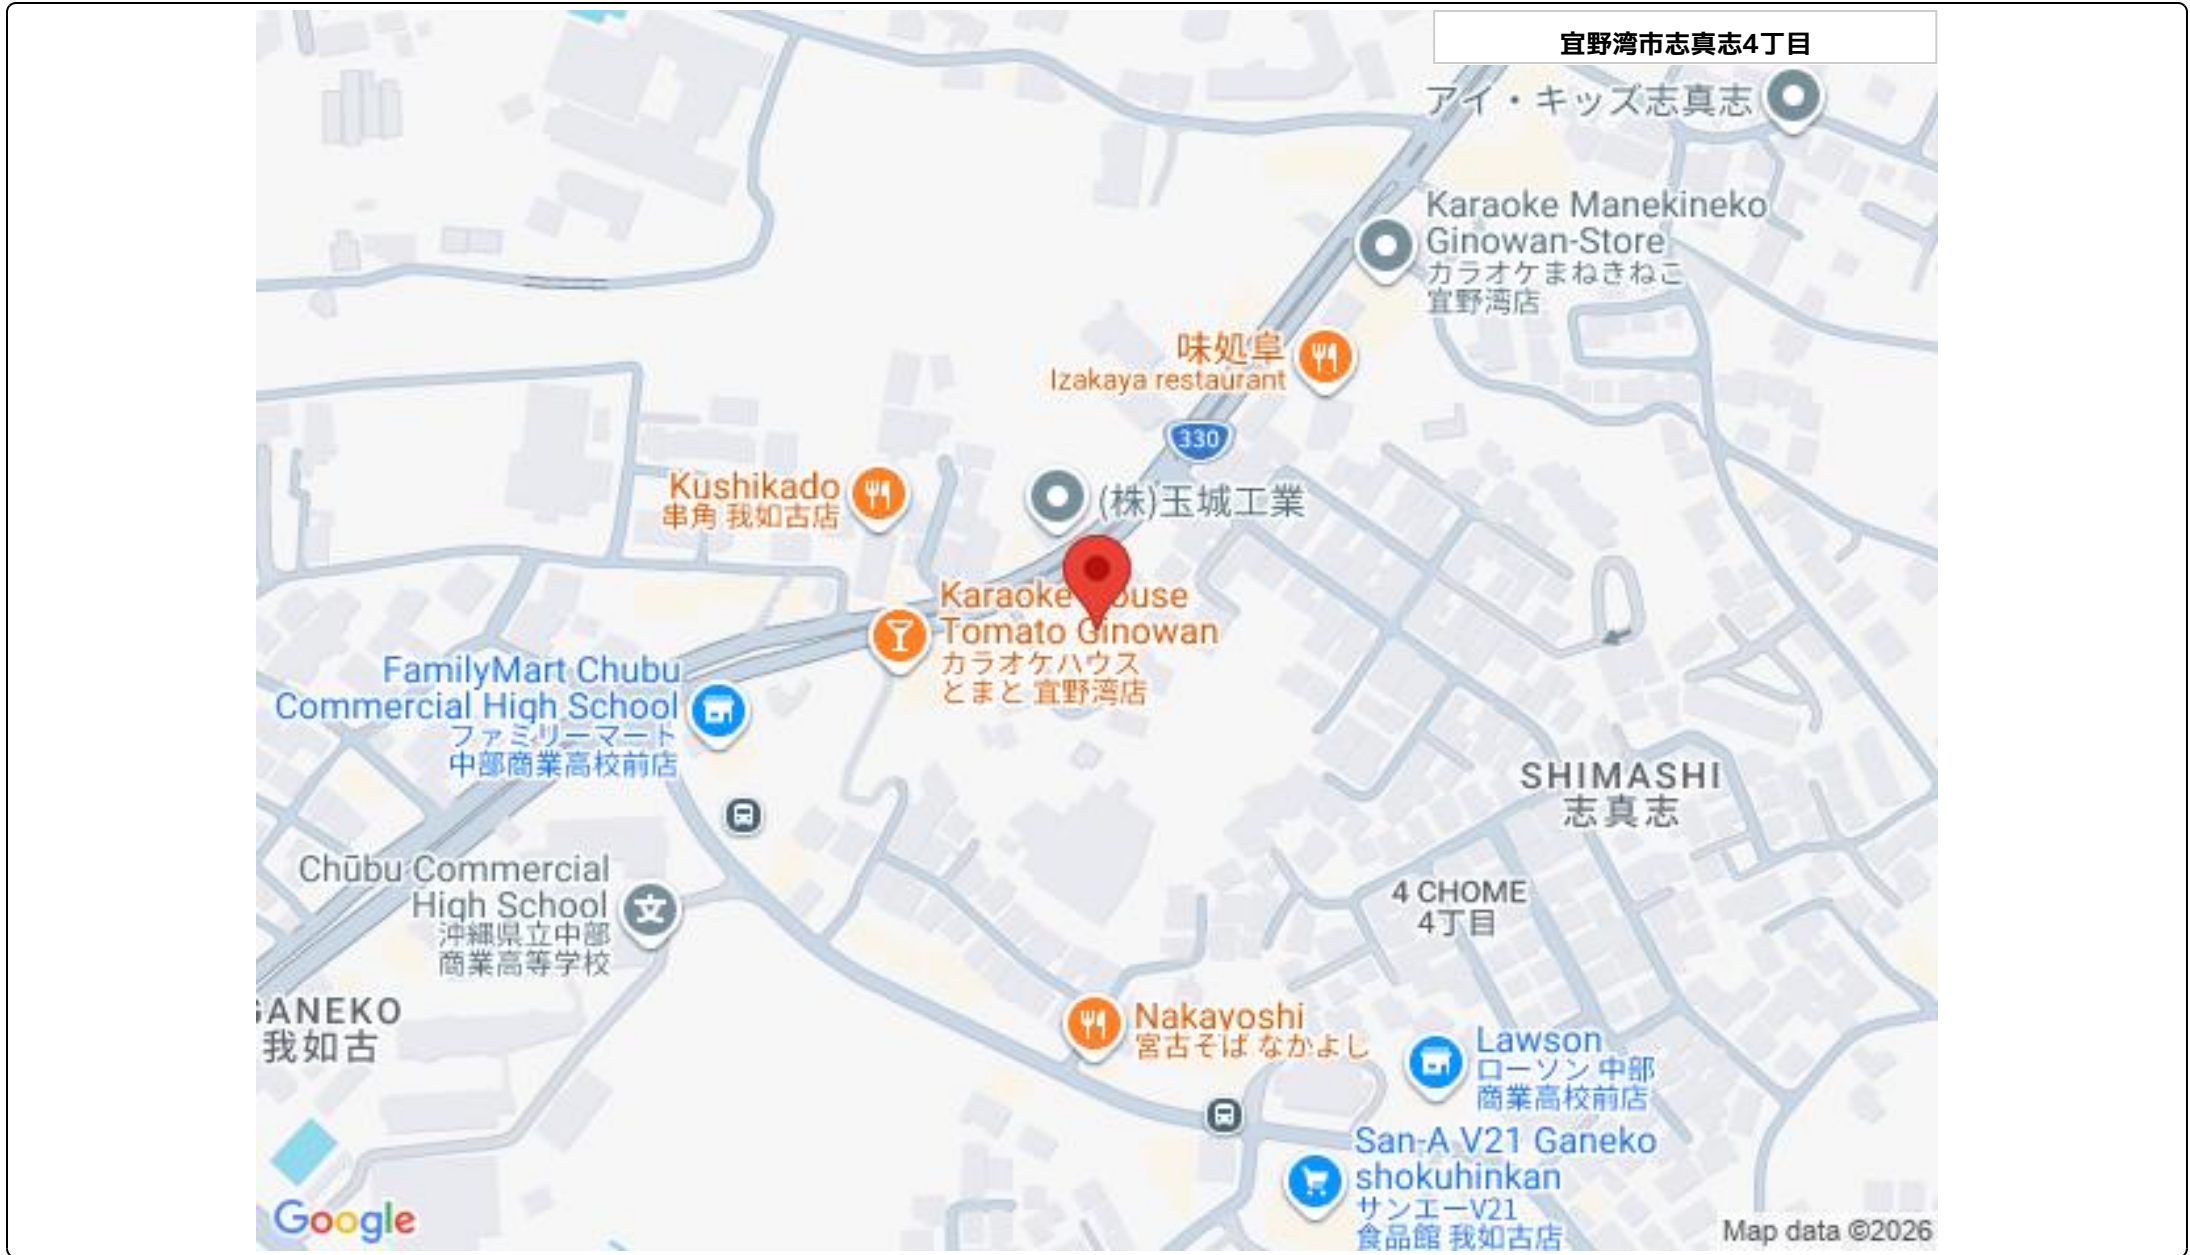 宜野湾市志真志4丁目
アイ・キッズ志真志
Karaoke Manekineko
Ginowan-Store
カラオケまねきねこ
宜野湾店
味処阜
Izakaya restaurant
330
Kushikado
串角 我如古店
(株)玉城工業
Karaoke House
Tomato Ginowan
カラオケハウス
とまと 宜野湾店
FamilyMart Chubu
Commercial High School
ファミリーマート
中部商業高校前店
SHIMASHI
志真志
Chūbu Commercial
High School
沖縄県立中部
商業高等学校
4 CHOME
4丁目
GANEKO
我如古
Nakayoshi
宮古そば なかよし
Lawson
ローソン 中部
商業高校前店
San-A V21 Ganeko
shokuhinkan
サンエーV21
食品館 我如古店
Google
Map data ©2026